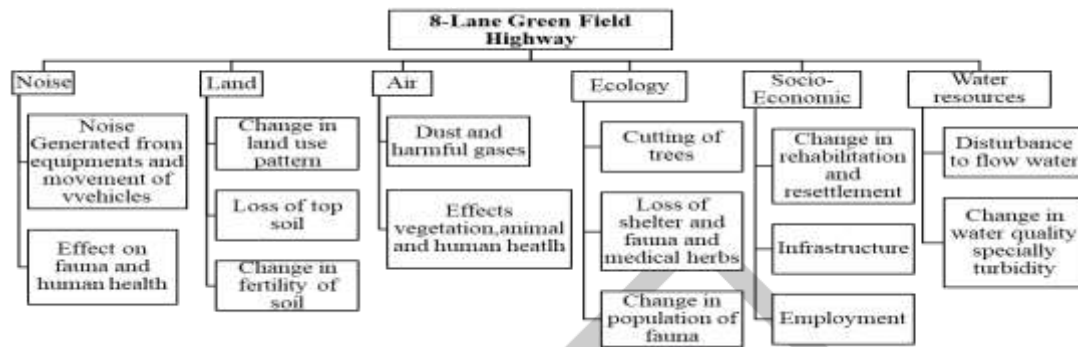 8-Lane Green Field
Highway
Noise
Noise
Generated from
equipments and
movement of
vvehicles
Effect on
fauna and
human health
Land
Change in
land use
pattern
Loss of top
soil
Change in
fertility of
soil
Air
Dust and
harmful gases
Effects
vegetation,animal
and human heatlh
Ecology
Cutting of
trees
Loss of
shelter and
fauna and
medical herbs
Change in
population of
fauna
Socio-
Economic
Change in
rehabilitation
and
resettlement
Infrastructure
Employment
Water
resources
Disturbance
to flow water
Change in
water quality
specially
turbidity